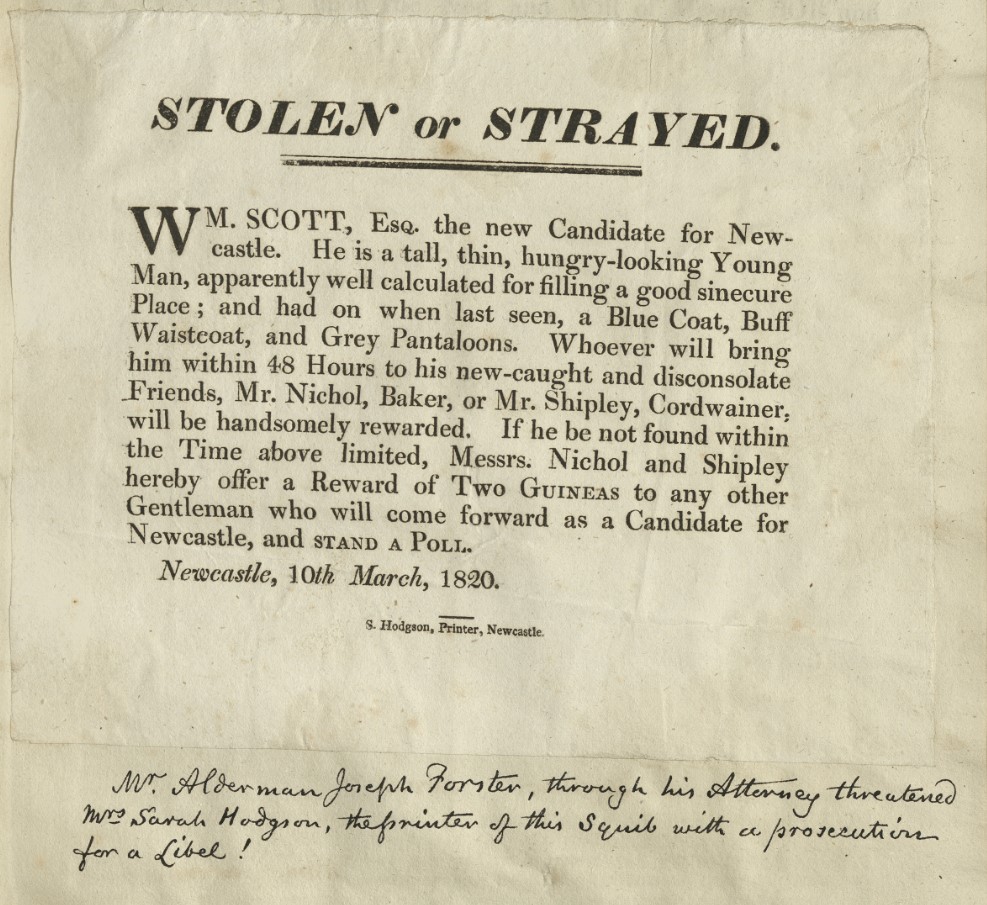 STOLEN or STRAYED.
WM. SCOTT, Esq. the new Candidate for New-
castle. He is a tall, thin, hungry-looking Young
Man, apparently well calculated for filling a good sinecure
Place; and had on when last seen, a Blue Coat, Buff
Waistcoat, and Grey Pantaloons. Whoever will bring
him within 48 Hours to his new-caught and disconsolate
Friends, Mr. Nichol, Baker, or Mr. Shipley, Cordwainer,
will be handsomely rewarded. If he be not found within
the Time above limited, Messrs. Nichol and Shipley
hereby offer a Reward of Two Guineas to any other
Gentleman who will come forward as a Candidate for
Newcastle, and stand a Poll.
Newcastle, 10th March, 1820.
S. Hodgson, Printer, Newcastle.
Mr. Alderman Joseph Forster, through his Attorney threatened
Mrs Sarah Hodgson, the printer of this Squib with a prosecution
for a Libel!